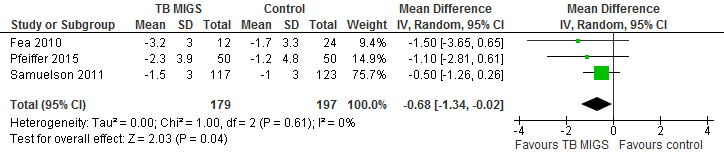 TB MIGS Control Mean Difference Mean Difference
Study or Subgroup Mean SD Total Mean SD Total Weight IV, Random, 95% CI IV, Random, 95% CI
Fea 2010 -3.2 3 12 -1.7 3.3 24 9.4% -1.50 [-3.65, 0.65]
Pfeiffer 2015 -2.3 3.9 50 -1.2 4.8 50 14.9% -1.10 [-2.81, 0.61]
Samuelson 2011 -1.5 3 117 -1 3 123 75.7% -0.50 [-1.26, 0.26]
Total (95% CI) 179 197 100.0% -0.68 [-1.34, -0.02]
Heterogeneity: Tau² = 0.00; Chi² = 1.00, df = 2 (P = 0.61); I² = 0%
Test for overall effect: Z = 2.03 (P = 0.04)
-4 -2 0 2 4
Favours TB MIGS Favours control